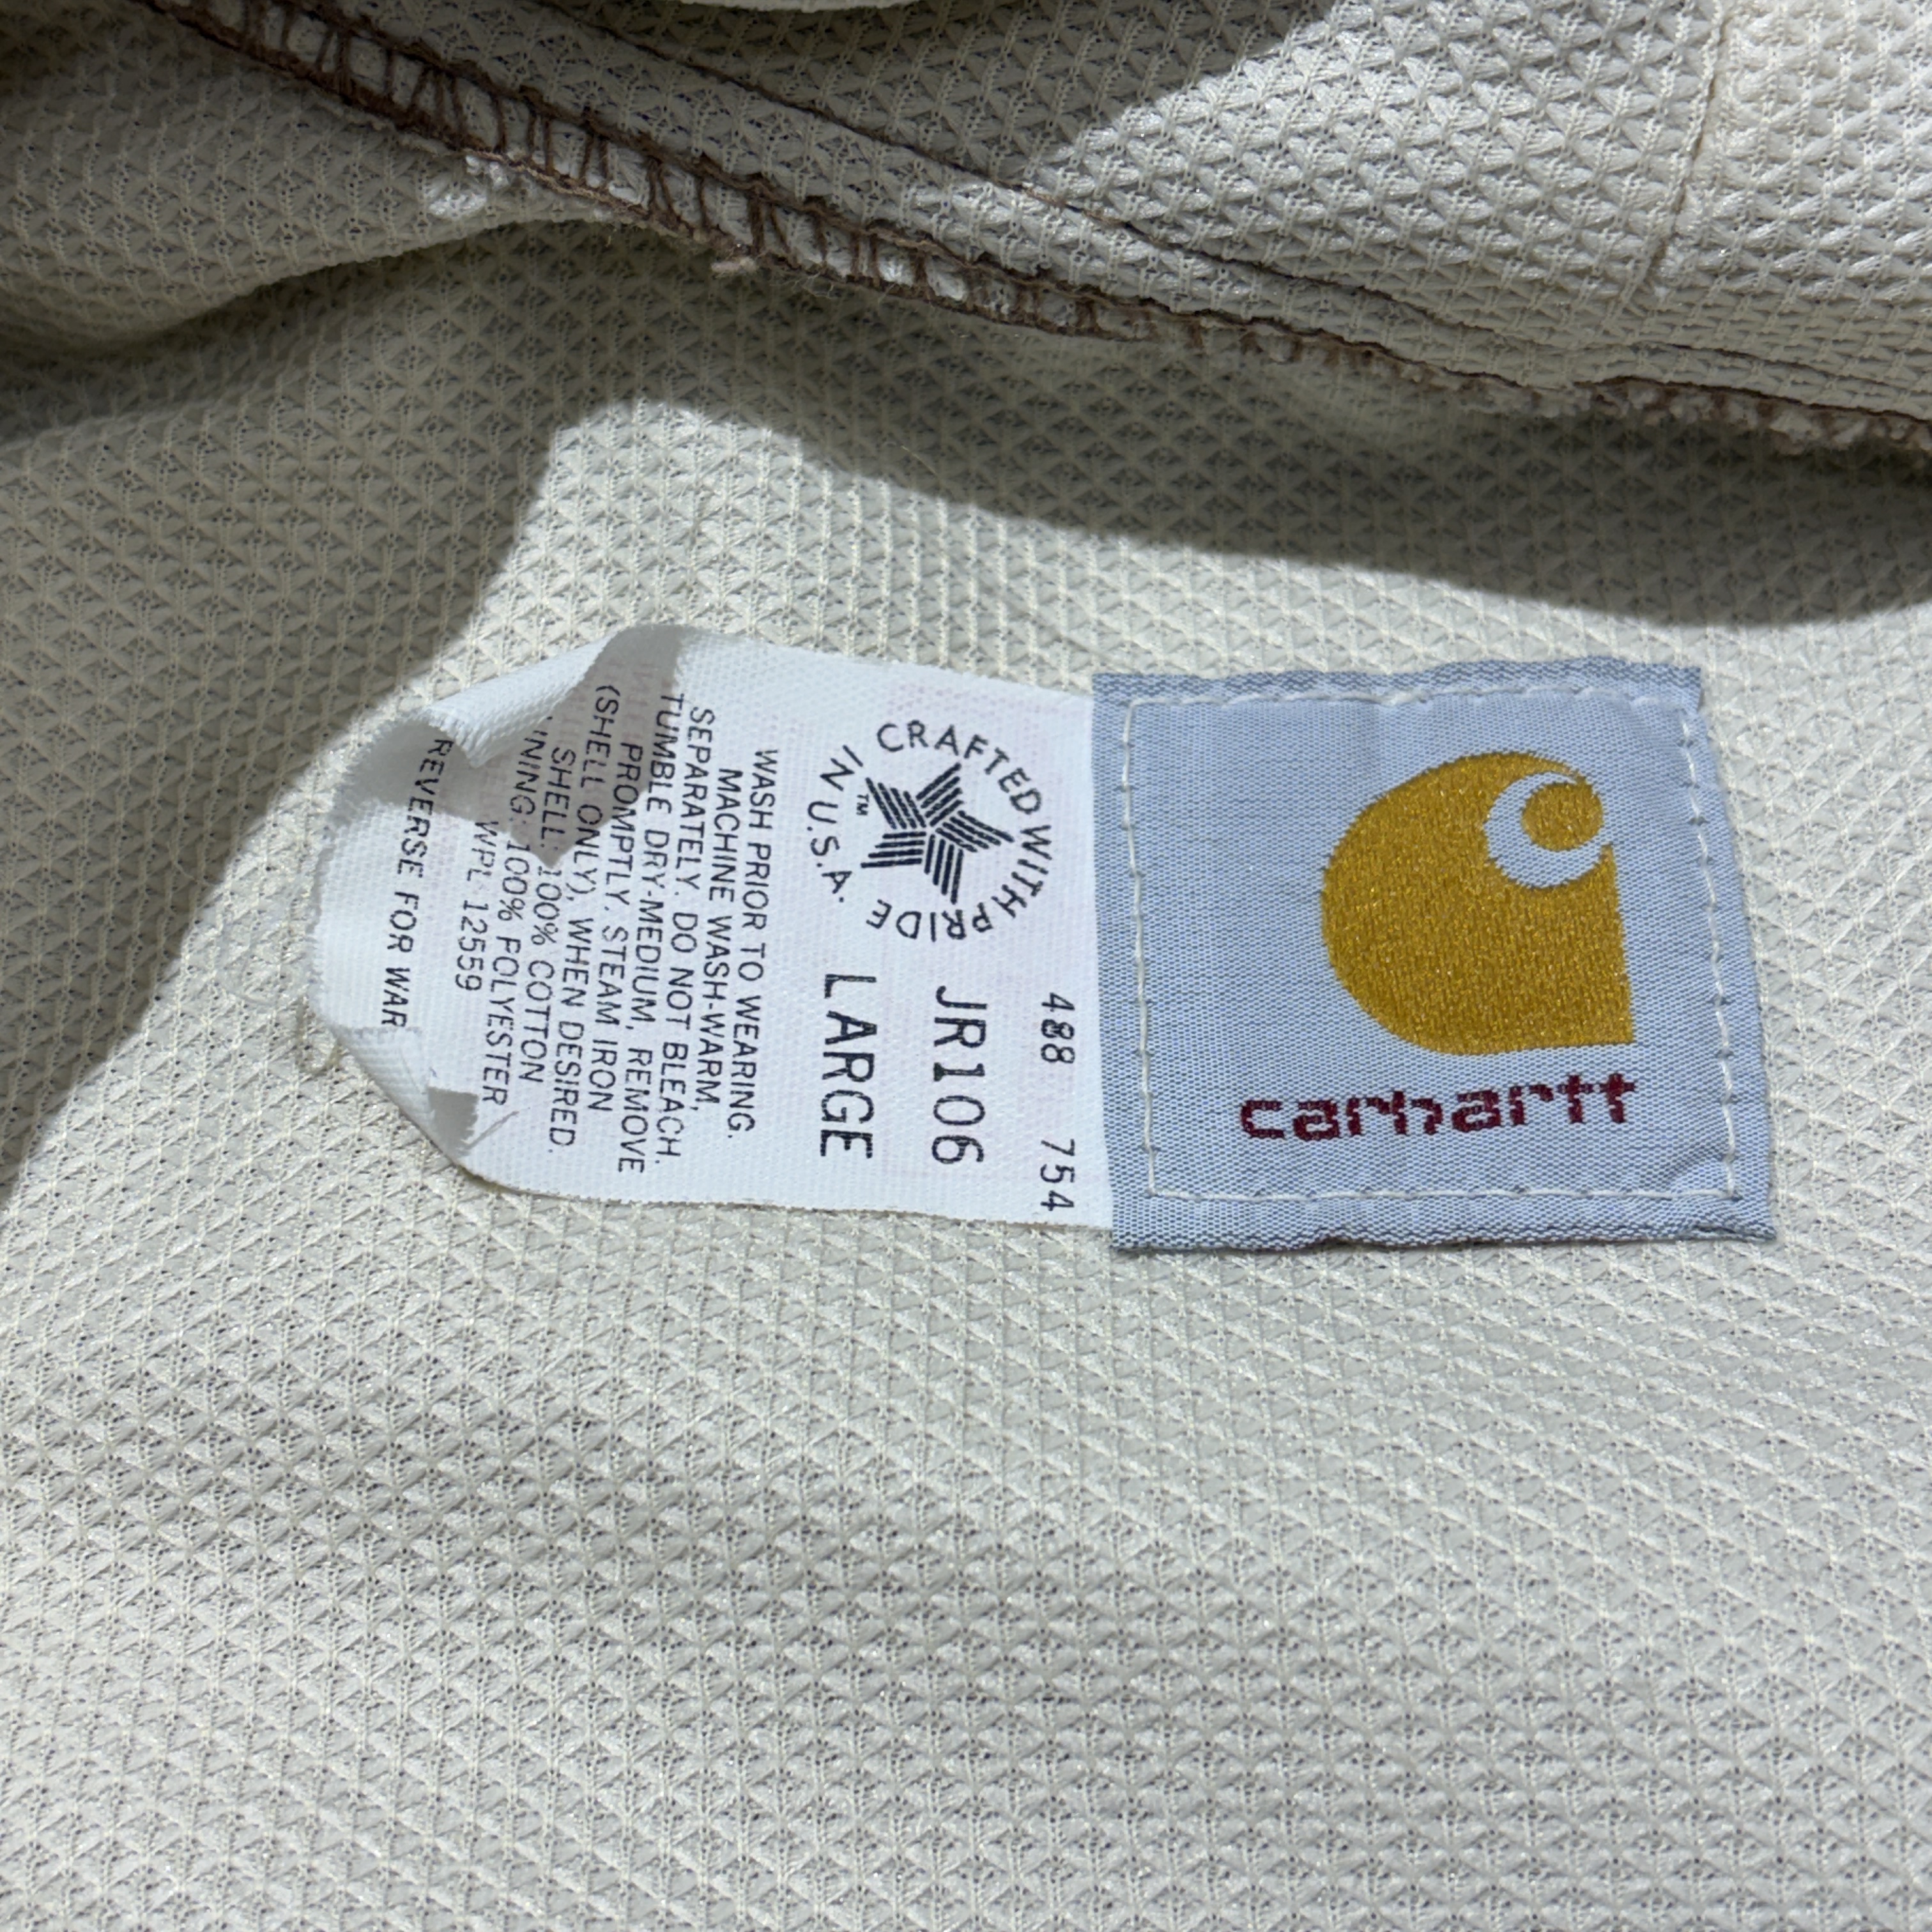 carhartt
488 754
CRAFTED WITH PRIDE IN U.S.A.
TM
JR106
LARGE
WASH PRIOR TO WEARING.
MACHINE WASH-WARM,
SEPARATELY. DO NOT BLEACH.
TUMBLE DRY-MEDIUM, REMOVE
PROMPTLY. STEAM IRON
(SHELL ONLY), WHEN DESIRED.
SHELL: 100% COTTON
INING: 100% POLYESTER
WPL 12559
REVERSE FOR WAR